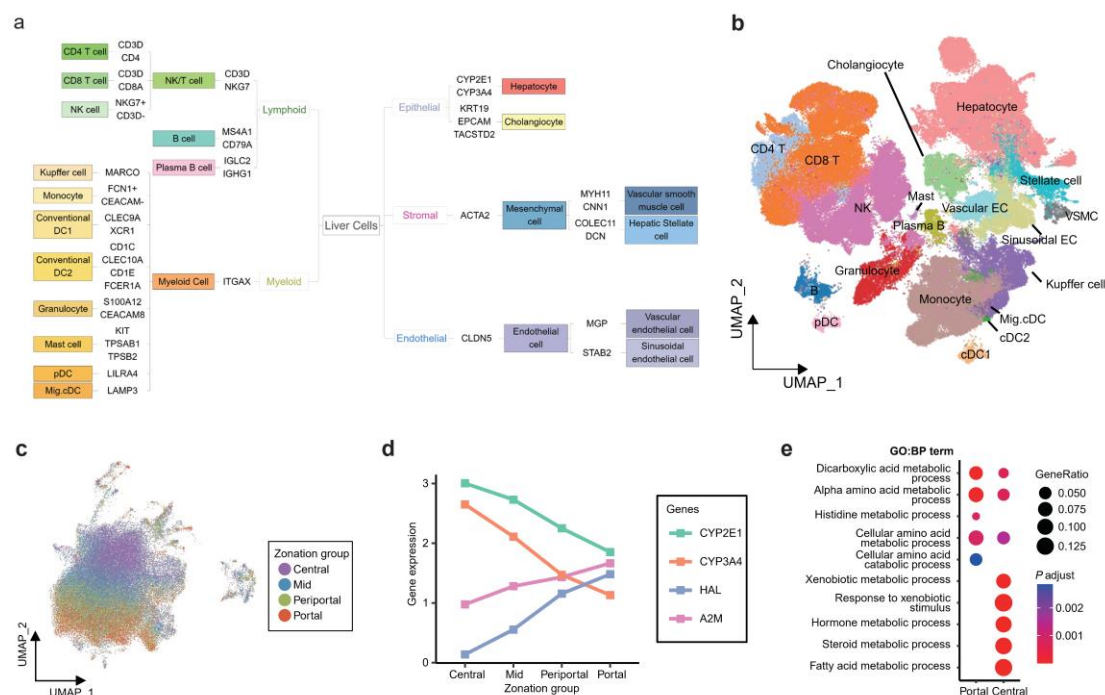 a
CD4 T cell
CD3D
CD4
CD8 T cell
CD3D
CD8A
NK cell
NKG7+
CD3D-
NK/T cell
CD3D
NKG7
Lymphoid
B cell
MS4A1
CD79A
Plasma B cell
IGLC2
IGHG1
Kupffer cell
MARCO
Monocyte
FCN1+
CEACAM-
Conventional
DC1
CLEC9A
XCR1
Conventional
DC2
CD1C
CLEC10A
CD1E
FCER1A
Granulocyte
S100A12
CEACAM8
Mast cell
KIT
TPSAB1
TPSB2
pDC
LILRA4
Mig.cDC
LAMP3
Myeloid Cell
ITGAX
Myeloid
Liver Cells
Epithelial
CYP2E1
CYP3A4
Hepatocyte
KRT19
EPCAM
TACSTD2
Cholangiocyte
Stromal
ACTA2
Mesenchymal
cell
MYH11
CNN1
Vascular smooth
muscle cell
COLEC11
DCN
Hepatic Stellate
cell
Endothelial
CLDN5
Endothelial
cell
MGP
Vascular
endothelial cell
STAB2
Sinusoidal
endothelial cell
b
Cholangiocyte
Hepatocyte
CD4 T
CD8 T
Stellate cell
Mast
NK
Vascular EC
VSMC
Plasma B
Sinusoidal EC
Granulocyte
Kupffer cell
B
Monocyte
Mig.cDC
pDC
cDC2
cDC1
UMAP_2
UMAP_1
c
Zonation group
Central
Mid
Periportal
Portal
UMAP_2
UMAP_1
d
Gene expression
3
2
1
0
Central
Mid
Periportal
Portal
Zonation group
Genes
CYP2E1
CYP3A4
HAL
A2M
e
GO:BP term
Dicarboxylic acid metabolic
process
Alpha amino acid metabolic
process
Histidine metabolic process
Cellular amino acid
metabolic process
Cellular amino acid
catabolic process
Xenobiotic metabolic process
Response to xenobiotic
stimulus
Hormone metabolic process
Steroid metabolic process
Fatty acid metabolic process
Portal Central
GeneRatio
0.050
0.075
0.100
0.125
P adjust
0.002
0.001